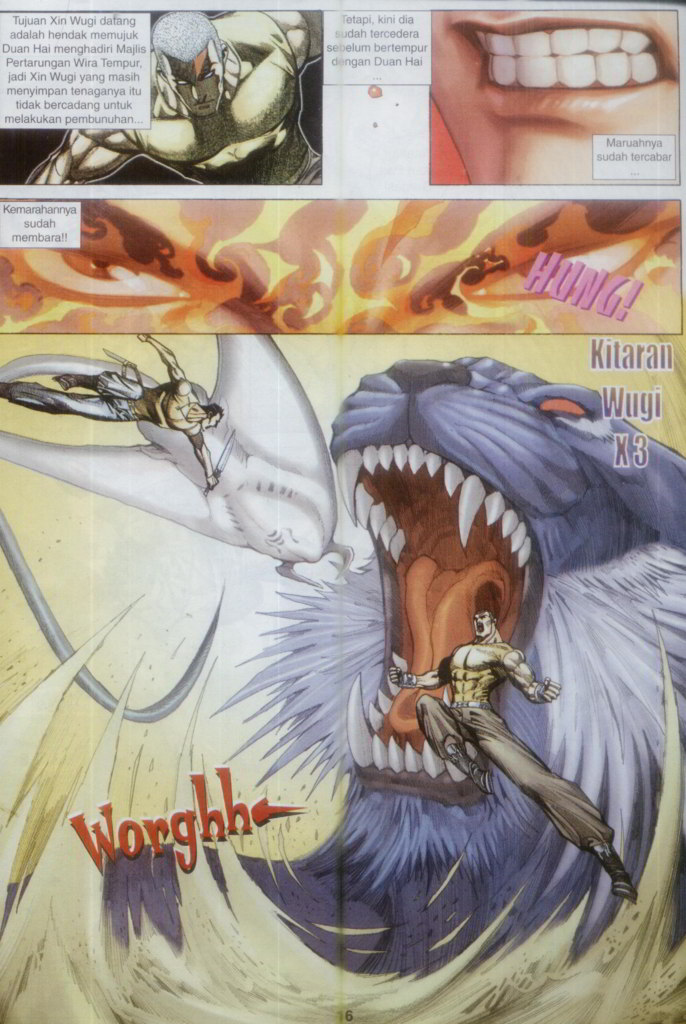 Tujuan Xin Wugi datang
adalah hendak memujuk
Duan Hai menghadiri Majlis
Pertarungan Wira Tempur,
jadi Xin Wugi yang masih
menyimpan tenaganya itu
tidak bercadang untuk
melakukan pembunuhan...
Tetapi, kini dia
sudah tercedera
sebelum bertempur
dengan Duan Hai
...
Maruahnya
sudah tercabar
...
Kemarahannya
sudah
membara!!
HUNG!
Kitaran
Wugi
X 3
Worghh
16